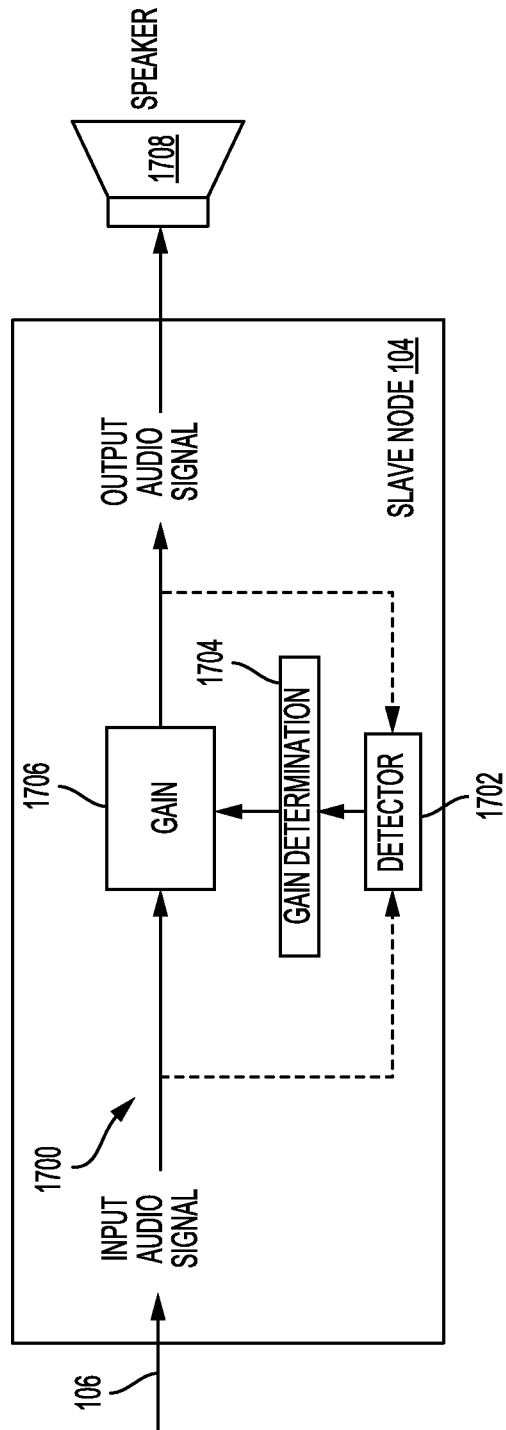 106
INPUT
AUDIO
SIGNAL
1700
1706
GAIN
1704
GAIN DETERMINATION
DETECTOR
1702
OUTPUT
AUDIO
SIGNAL
SLAVE NODE 104
1708
SPEAKER